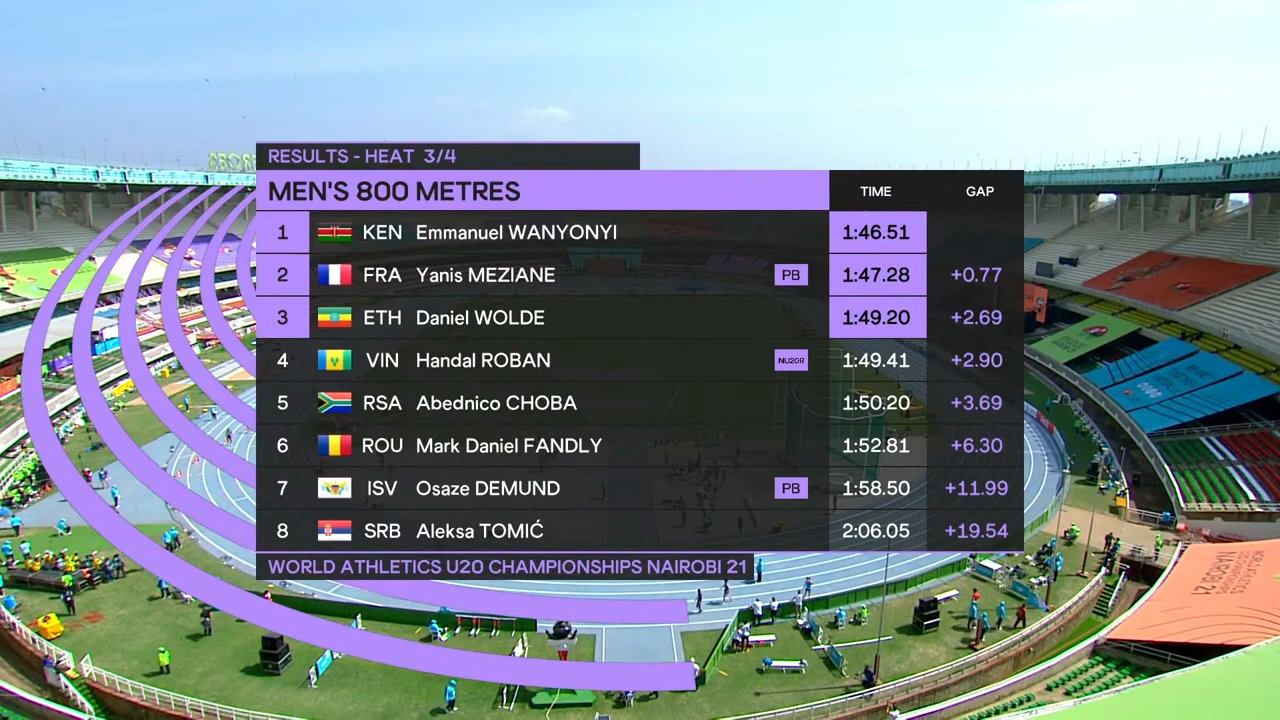 RESULTS - HEAT 3/4
MEN'S 800 METRES TIME GAP
1 KEN Emmanuel WANYONYI 1:46.51
2 FRA Yanis MEZIANE PB 1:47.28 +0.77
3 ETH Daniel WOLDE 1:49.20 +2.69
4 VIN Handal ROBAN NU20R 1:49.41 +2.90
5 RSA Abednico CHOBA 1:50.20 +3.69
6 ROU Mark Daniel FANDLY 1:52.81 +6.30
7 ISV Osaze DEMUND PB 1:58.50 +11.99
8 SRB Aleksa TOMIĆ 2:06.05 +19.54
WORLD ATHLETICS U20 CHAMPIONSHIPS NAIROBI 21